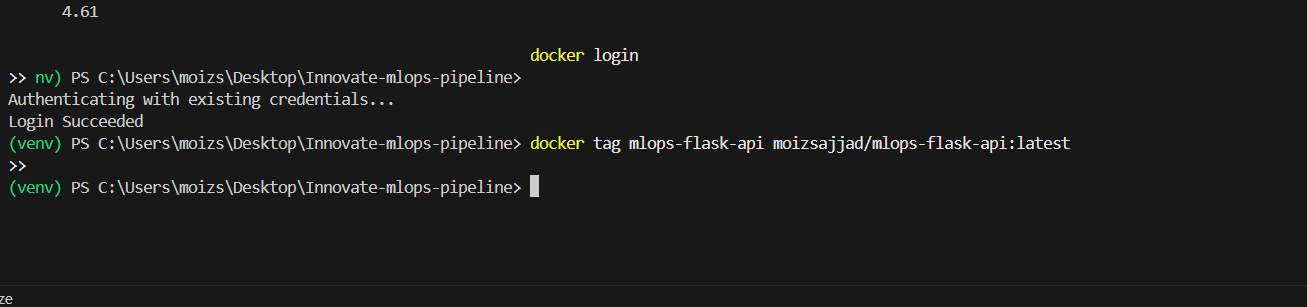 4.61
docker login
>> nv) PS C:\Users\moizs\Desktop\Innovate-mlops-pipeline>
Authenticating with existing credentials...
Login Succeeded
(venv) PS C:\Users\moizs\Desktop\Innovate-mlops-pipeline> docker tag mlops-flask-api moizsajjad/mlops-flask-api:latest
>>
(venv) PS C:\Users\moizs\Desktop\Innovate-mlops-pipeline>
ze